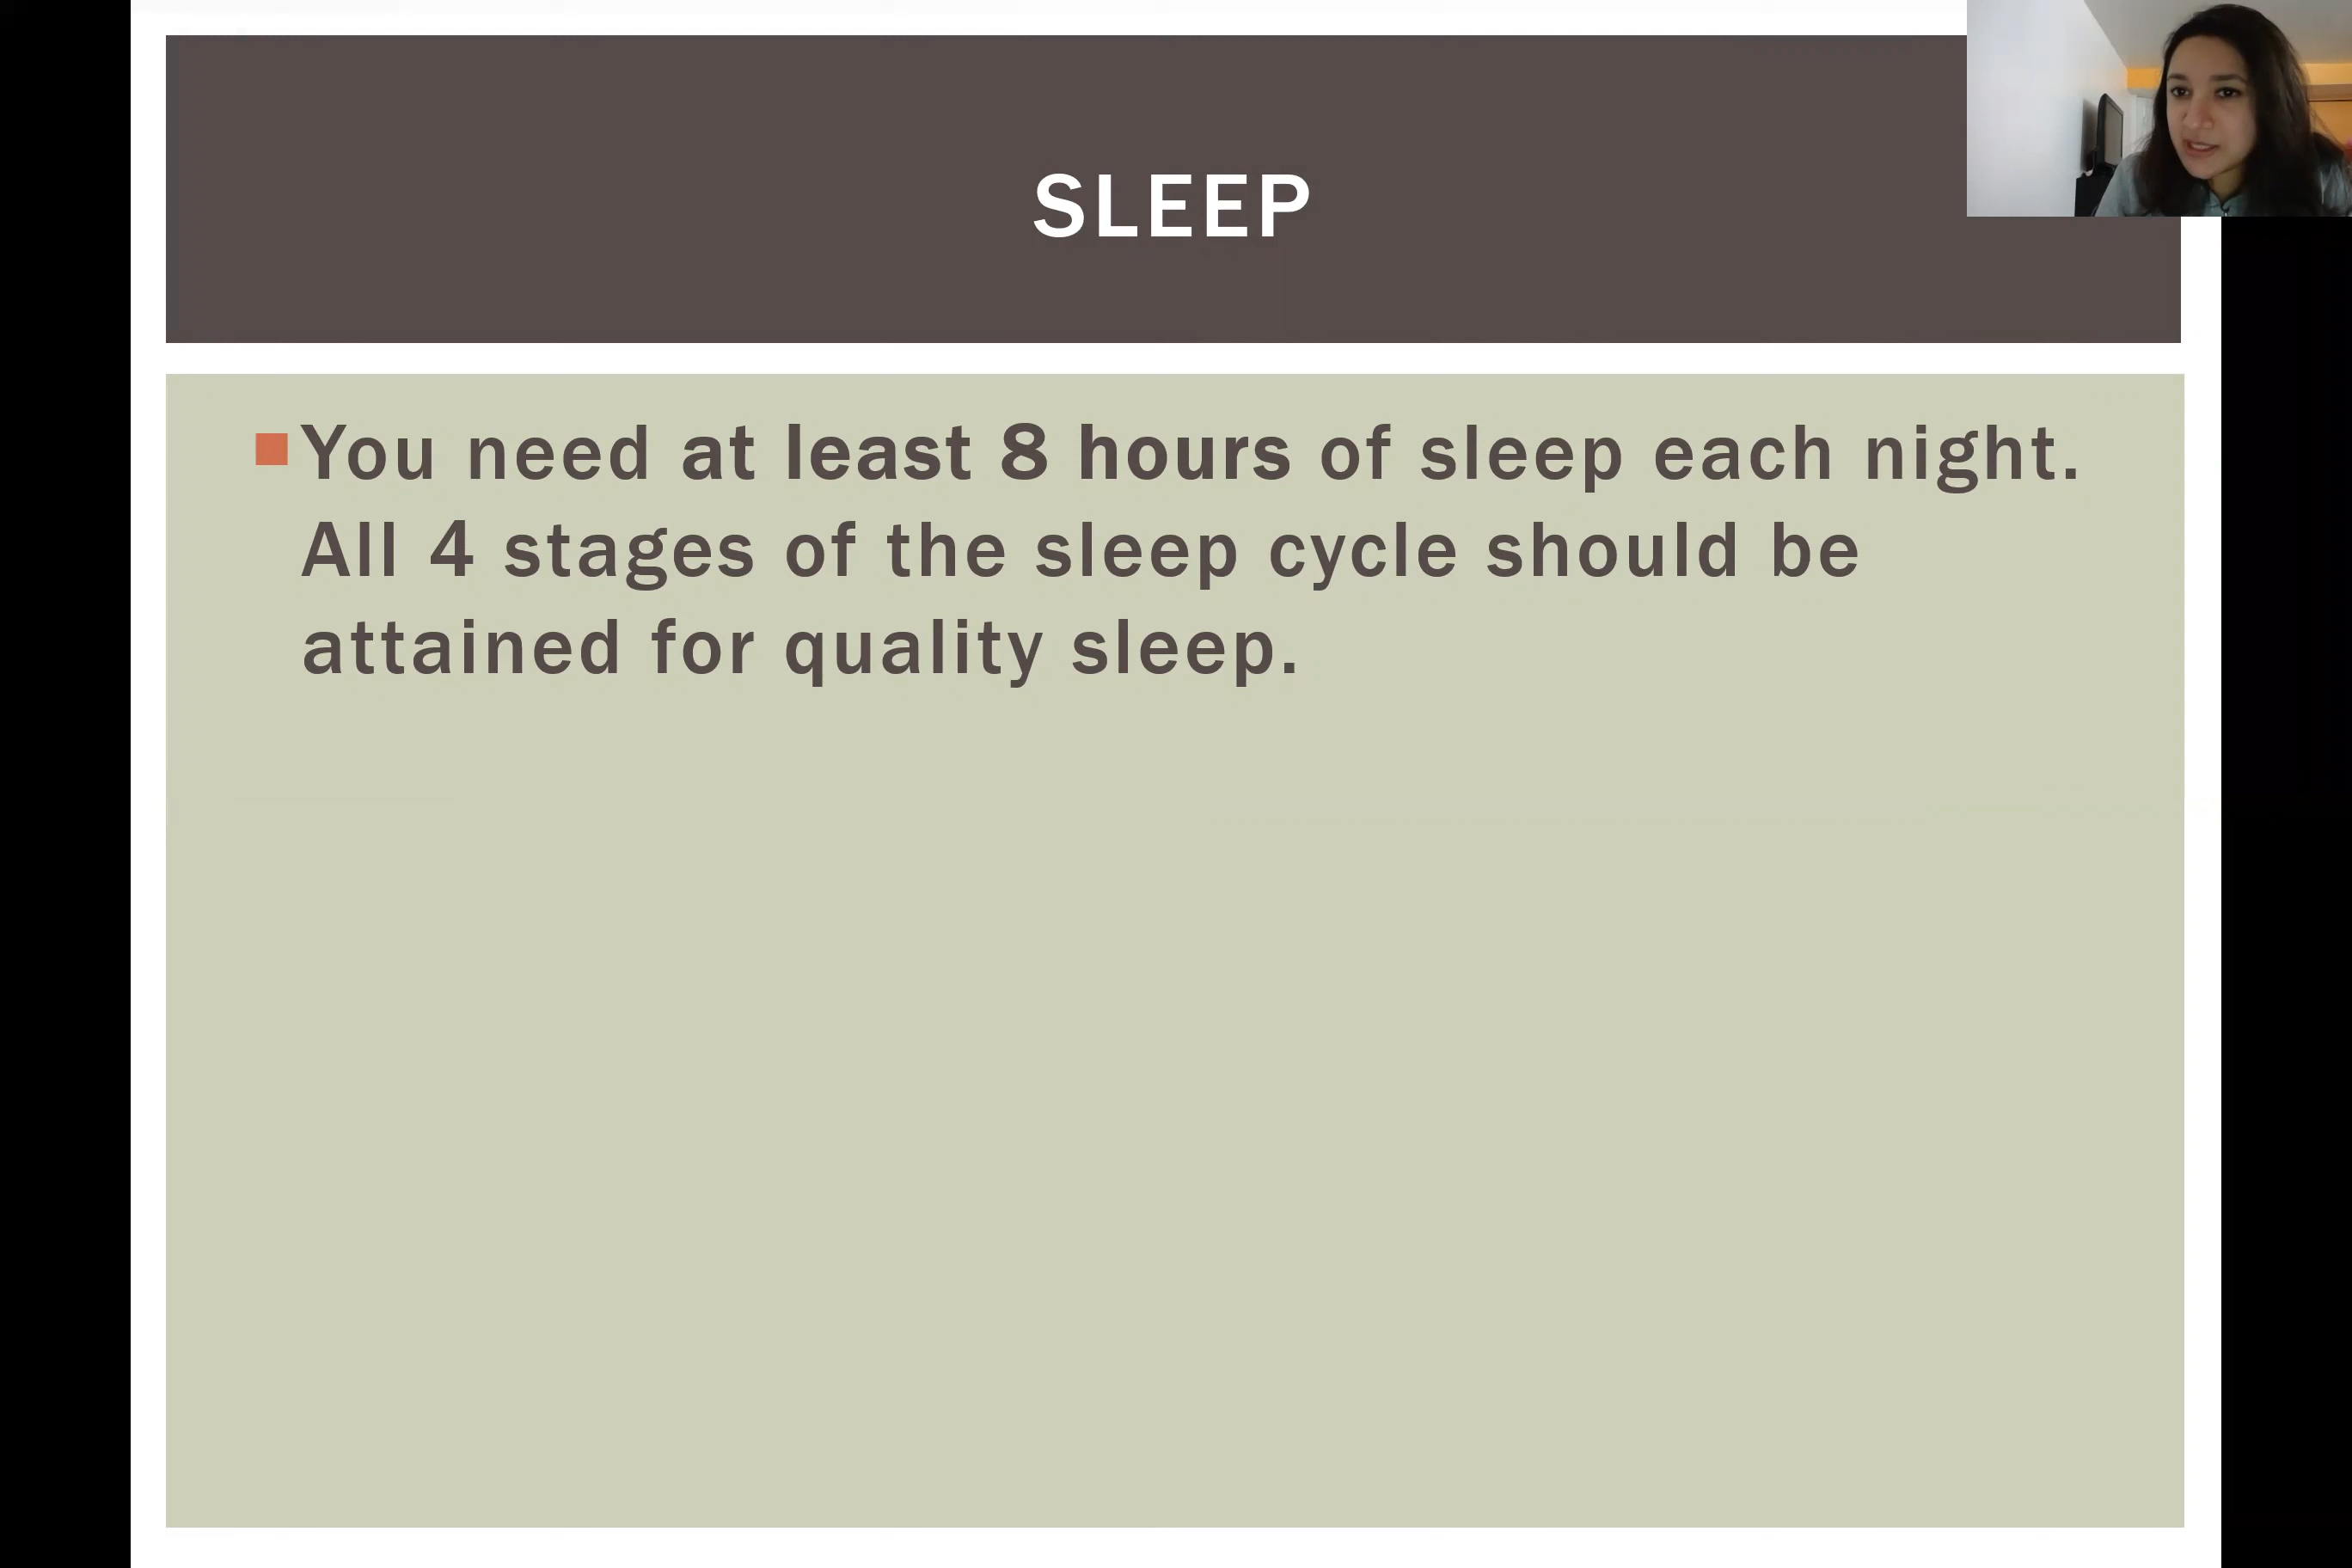 SLEEP
You need at least 8 hours of sleep each night.
All 4 stages of the sleep cycle should be
attained for quality sleep.